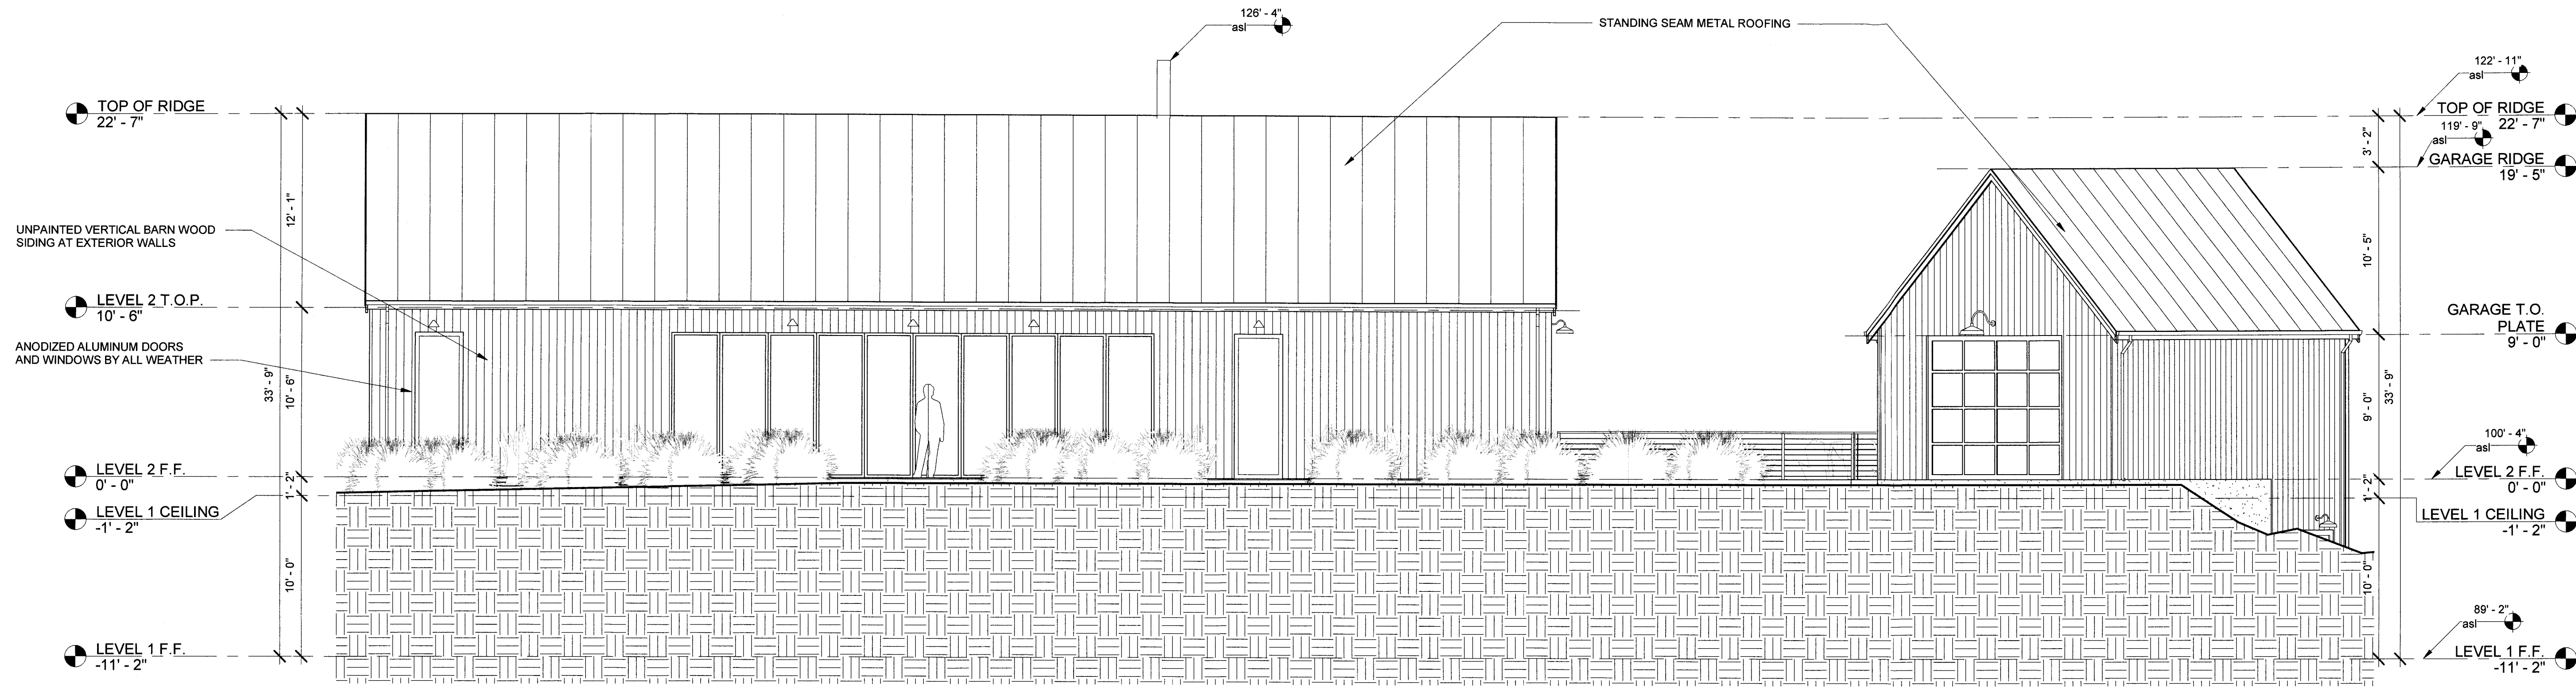 126' - 4"
asl
STANDING SEAM METAL ROOFING
122' - 11"
asl
TOP OF RIDGE
22' - 7"
TOP OF RIDGE
22' - 7"
119' - 9"
asl
3' - 2"
GARAGE RIDGE
19' - 5"
12' - 1"
10' - 5"
UNPAINTED VERTICAL BARN WOOD
SIDING AT EXTERIOR WALLS
LEVEL 2 T.O.P.
10' - 6"
GARAGE T.O.
PLATE
9' - 0"
ANODIZED ALUMINUM DOORS
AND WINDOWS BY ALL WEATHER
33' - 9"
10' - 6"
9' - 0"
33' - 9"
100' - 4"
asl
LEVEL 2 F.F.
0' - 0"
1' - 2"
1' - 2"
LEVEL 2 F.F.
0' - 0"
LEVEL 1 CEILING
-1' - 2"
LEVEL 1 CEILING
-1' - 2"
10' - 0"
10' - 0"
89' - 2"
asl
LEVEL 1 F.F.
-11' - 2"
LEVEL 1 F.F.
-11' - 2"